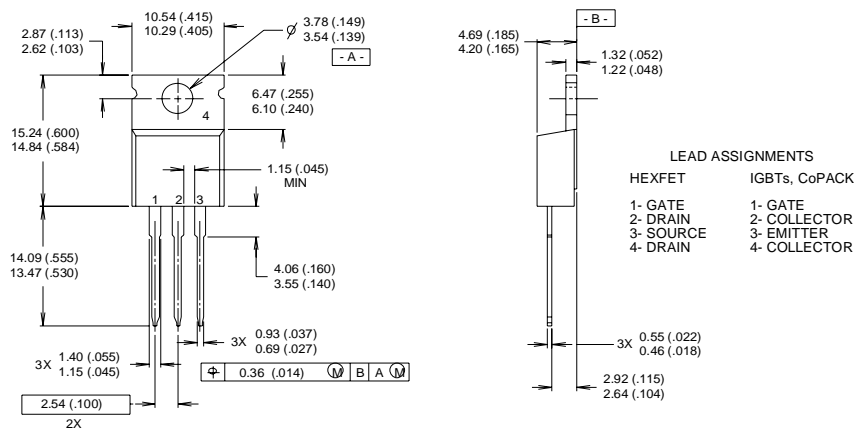 10.54 (.415)
10.29 (.405)
2.87 (.113)
2.62 (.103)
ø 3.78 (.149)
3.54 (.139)
- A -
4
6.47 (.255)
6.10 (.240)
15.24 (.600)
14.84 (.584)
1.15 (.045)
MIN
1 2 3
14.09 (.555)
13.47 (.530)
4.06 (.160)
3.55 (.140)
3X 0.93 (.037)
0.69 (.027)
3X 1.40 (.055)
1.15 (.045)
⌖ 0.36 (.014) Ⓜ B A Ⓜ
2.54 (.100)
2X
- B -
4.69 (.185)
4.20 (.165)
1.32 (.052)
1.22 (.048)
3X 0.55 (.022)
0.46 (.018)
2.92 (.115)
2.64 (.104)
LEAD ASSIGNMENTS
HEXFET IGBTs, CoPACK
1- GATE 1- GATE
2- DRAIN 2- COLLECTOR
3- SOURCE 3- EMITTER
4- DRAIN 4- COLLECTOR